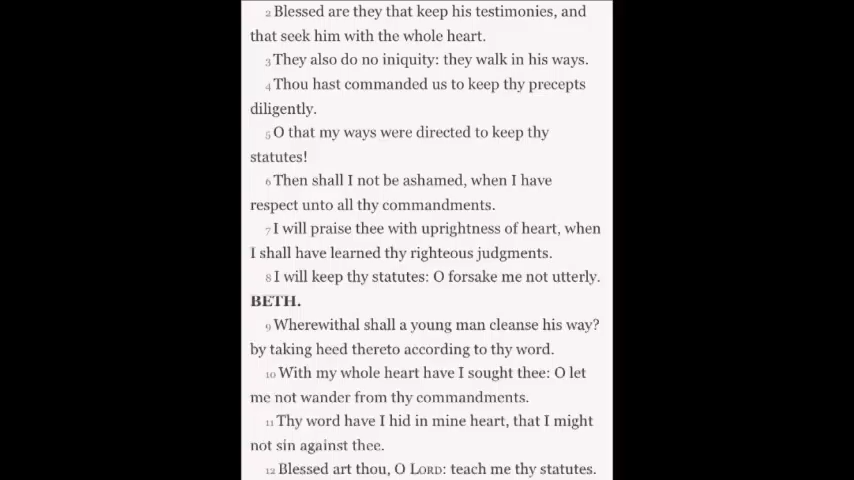 2 Blessed are they that keep his testimonies, and
that seek him with the whole heart.
3 They also do no iniquity: they walk in his ways.
4 Thou hast commanded us to keep thy precepts
diligently.
5 O that my ways were directed to keep thy
statutes!
6 Then shall I not be ashamed, when I have
respect unto all thy commandments.
7 I will praise thee with uprightness of heart, when
I shall have learned thy righteous judgments.
8 I will keep thy statutes: O forsake me not utterly.
BETH.
9 Wherewithal shall a young man cleanse his way?
by taking heed thereto according to thy word.
10 With my whole heart have I sought thee: O let
me not wander from thy commandments.
11 Thy word have I hid in mine heart, that I might
not sin against thee.
12 Blessed art thou, O LORD: teach me thy statutes.